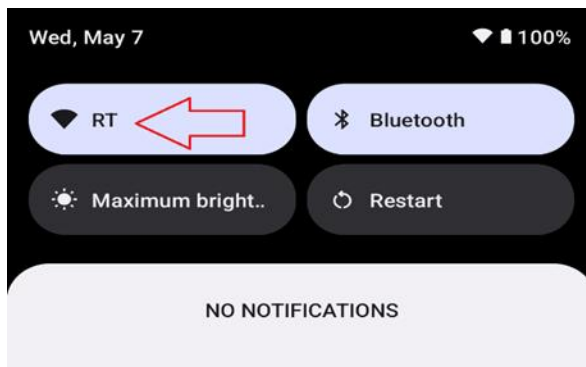 Wed, May 7 100%
RT Bluetooth
Maximum bright.. Restart
NO NOTIFICATIONS